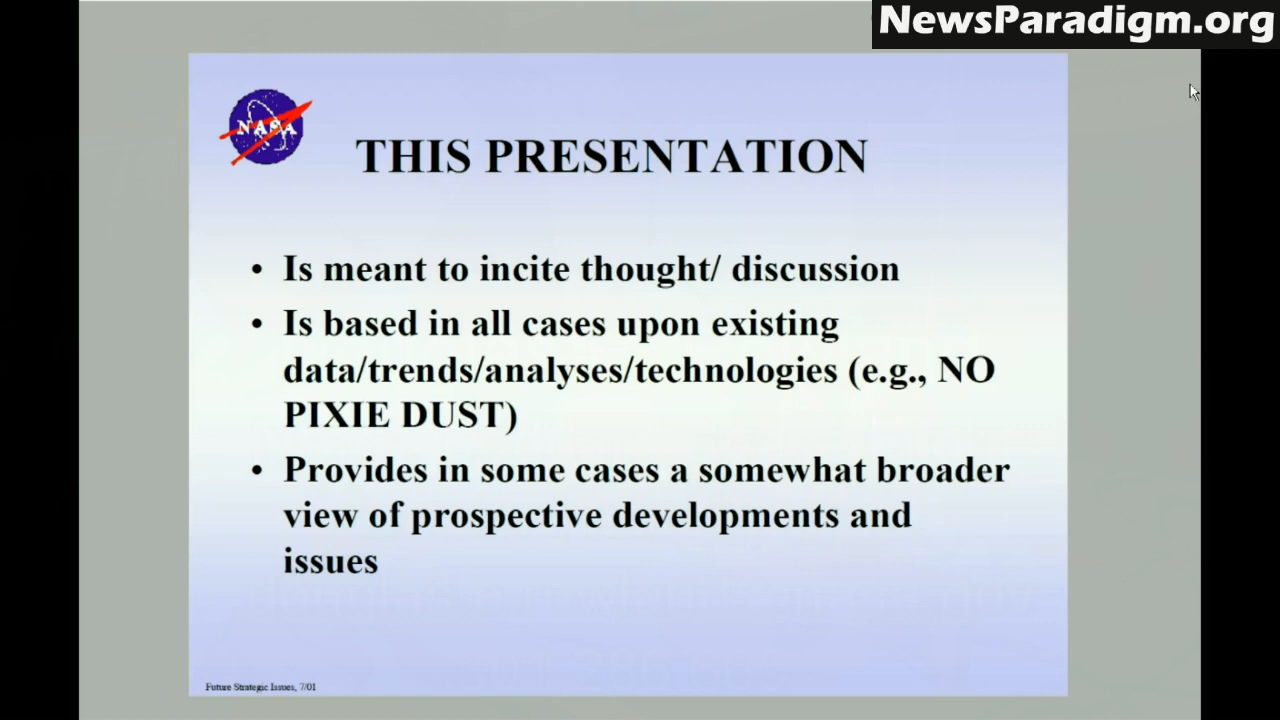 NewsParadigm.org
NASA
THIS PRESENTATION
• Is meant to incite thought/ discussion
• Is based in all cases upon existing
data/trends/analyses/technologies (e.g., NO
PIXIE DUST)
• Provides in some cases a somewhat broader
view of prospective developments and
issues
Future Strategic Issues, 7/01